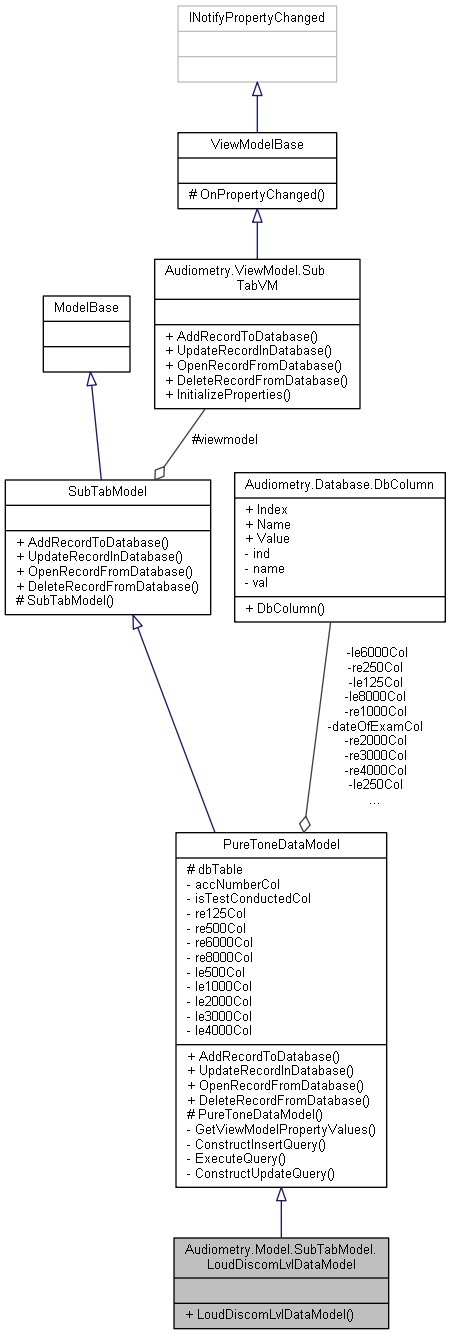 INotifyPropertyChanged
ViewModelBase
# OnPropertyChanged()
Audiometry.ViewModel.Sub
TabVM
+ AddRecordToDatabase()
+ UpdateRecordInDatabase()
+ OpenRecordFromDatabase()
+ DeleteRecordFromDatabase()
+ InitializeProperties()
ModelBase
#viewmodel
SubTabModel
+ AddRecordToDatabase()
+ UpdateRecordInDatabase()
+ OpenRecordFromDatabase()
+ DeleteRecordFromDatabase()
# SubTabModel()
Audiometry.Database.DbColumn
+ Index
+ Name
+ Value
- ind
- name
- val
+ DbColumn()
-le6000Col
-re250Col
-le125Col
-le8000Col
-re1000Col
-dateOfExamCol
-re2000Col
-re3000Col
-re4000Col
-le250Col
...
PureToneDataModel
# dbTable
- accNumberCol
- isTestConductedCol
- re125Col
- re500Col
- re6000Col
- re8000Col
- le500Col
- le1000Col
- le2000Col
- le3000Col
- le4000Col
+ AddRecordToDatabase()
+ UpdateRecordInDatabase()
+ OpenRecordFromDatabase()
+ DeleteRecordFromDatabase()
# PureToneDataModel()
- GetViewModelPropertyValues()
- ConstructInsertQuery()
- ExecuteQuery()
- ConstructUpdateQuery()
Audiometry.Model.SubTabModel.
LoudDiscomLvlDataModel
+ LoudDiscomLvlDataModel()